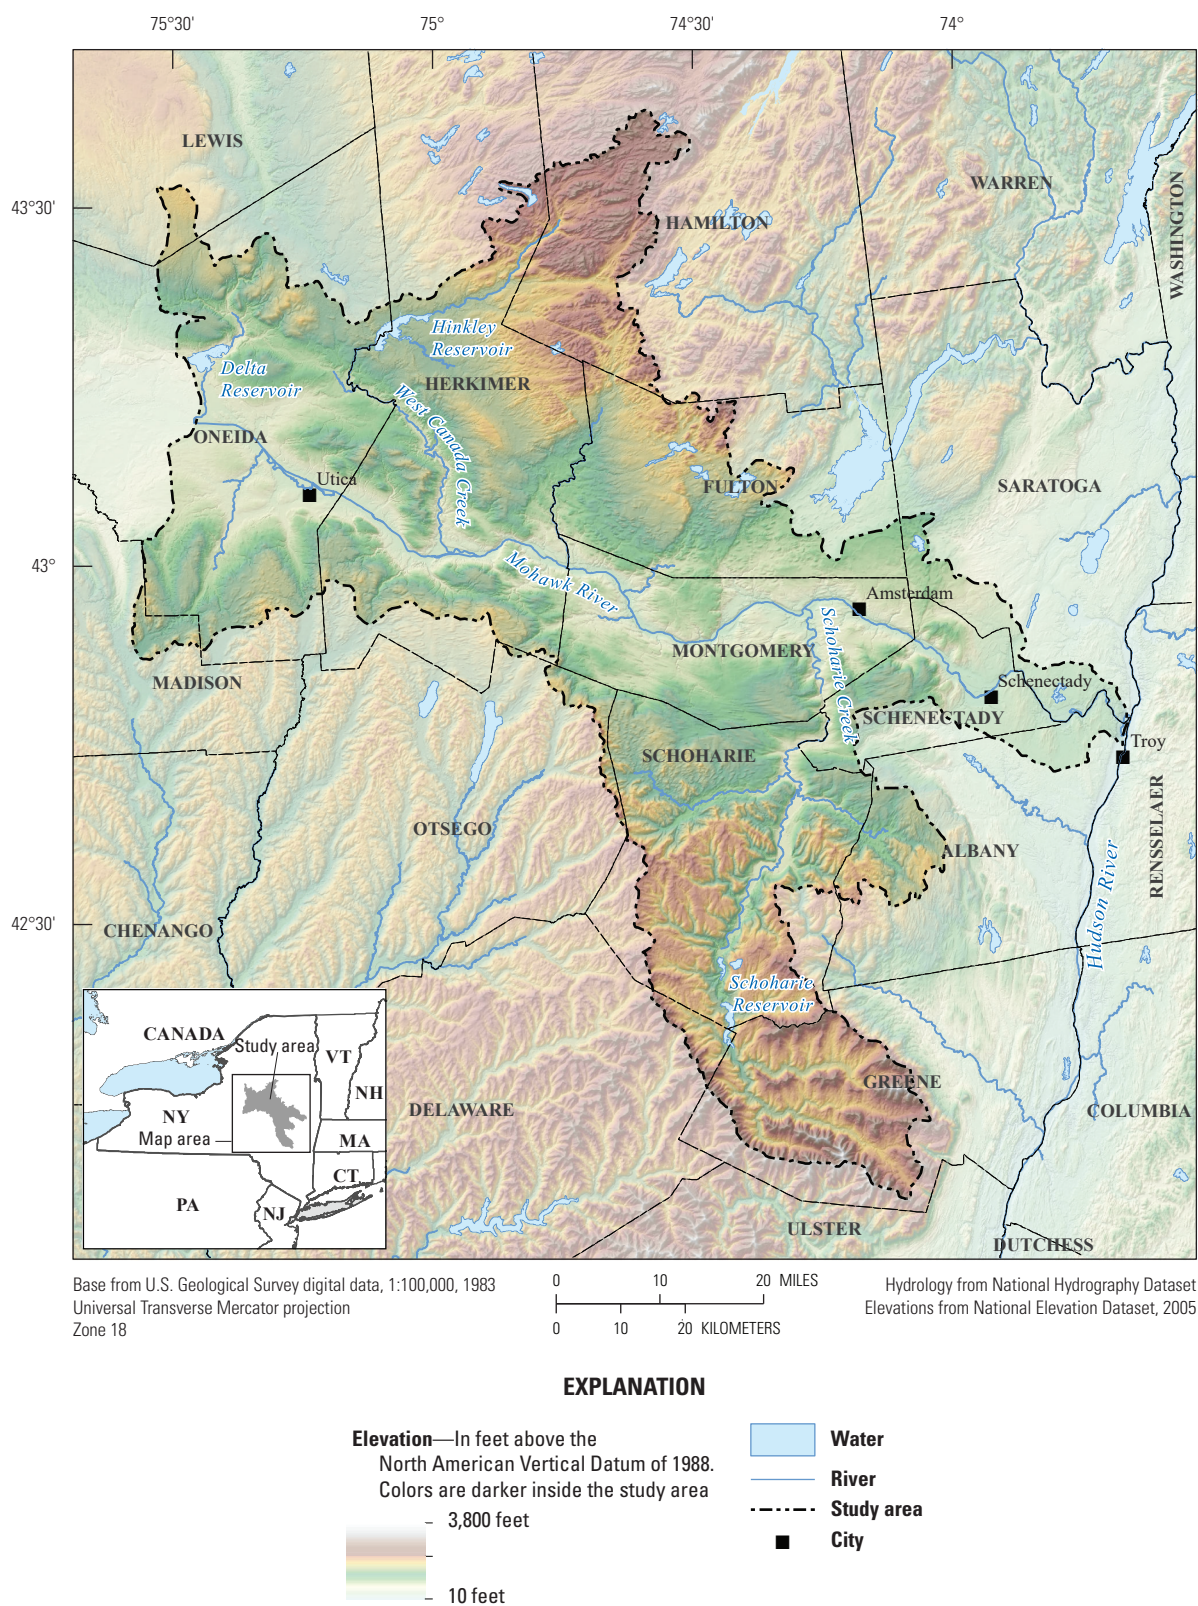 75°30'
75°
74°30'
74°
LEWIS
WARREN
WASHINGTON
43°30'
HAMILTON
Hinkley
Reservoir
Delta
Reservoir
HERKIMER
West Canada Creek
ONEIDA
Utica
FULTON
SARATOGA
43°
Mohawk River
Amsterdam
Schoharie Creek
MONTGOMERY
MADISON
Schenectady
SCHENECTADY
Troy
SCHOHARIE
RENSSELAER
OTSEGO
ALBANY
Hudson River
42°30'
CHENANGO
Schoharie
Reservoir
CANADA
Study area
VT
NH
NY
Map area
MA
CT
PA
NJ
GREENE
DELAWARE
COLUMBIA
ULSTER
DUTCHESS
Base from U.S. Geological Survey digital data, 1:100,000, 1983
Universal Transverse Mercator projection
Zone 18
0 10 20 MILES
0 10 20 KILOMETERS
Hydrology from National Hydrography Dataset
Elevations from National Elevation Dataset, 2005
EXPLANATION
Elevation—In feet above the
North American Vertical Datum of 1988.
Colors are darker inside the study area
3,800 feet
10 feet
Water
River
Study area
City